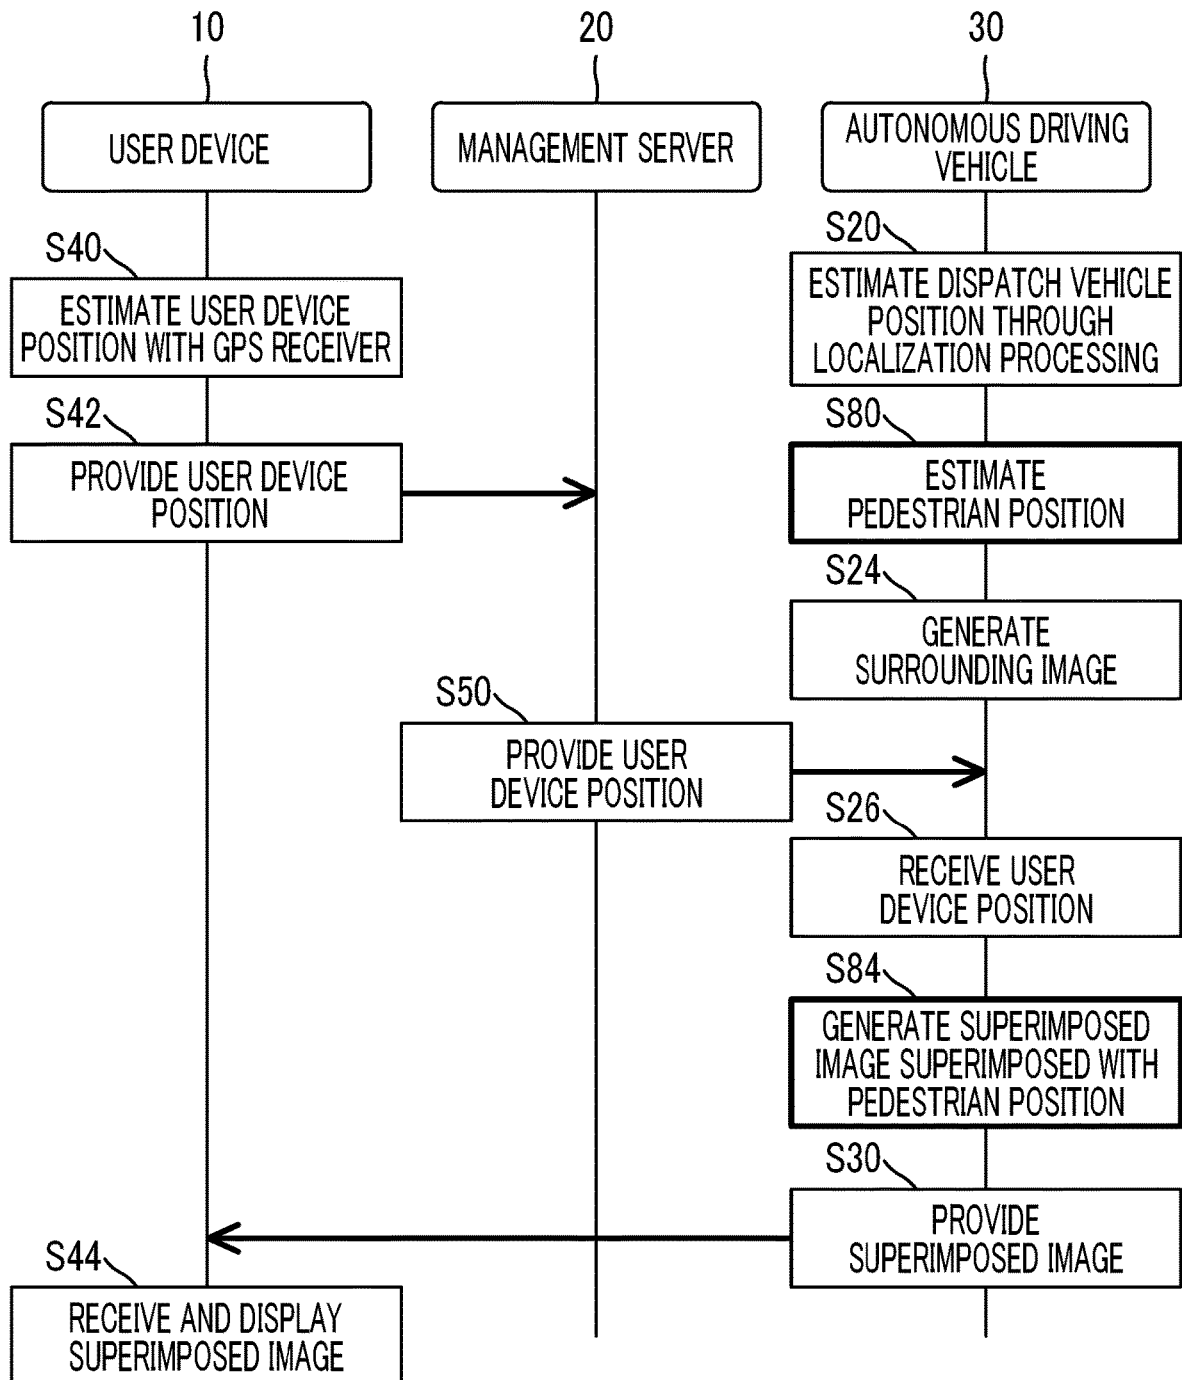 10
20
30
USER DEVICE
MANAGEMENT SERVER
AUTONOMOUS DRIVING
VEHICLE
S40
ESTIMATE USER DEVICE
POSITION WITH GPS RECEIVER
S20
ESTIMATE DISPATCH VEHICLE
POSITION THROUGH
LOCALIZATION PROCESSING
S42
PROVIDE USER DEVICE
POSITION
S80
ESTIMATE
PEDESTRIAN POSITION
S24
GENERATE
SURROUNDING IMAGE
S50
PROVIDE USER
DEVICE POSITION
S26
RECEIVE USER
DEVICE POSITION
S84
GENERATE SUPERIMPOSED
IMAGE SUPERIMPOSED WITH
PEDESTRIAN POSITION
S30
PROVIDE
SUPERIMPOSED IMAGE
S44
RECEIVE AND DISPLAY
SUPERIMPOSED IMAGE